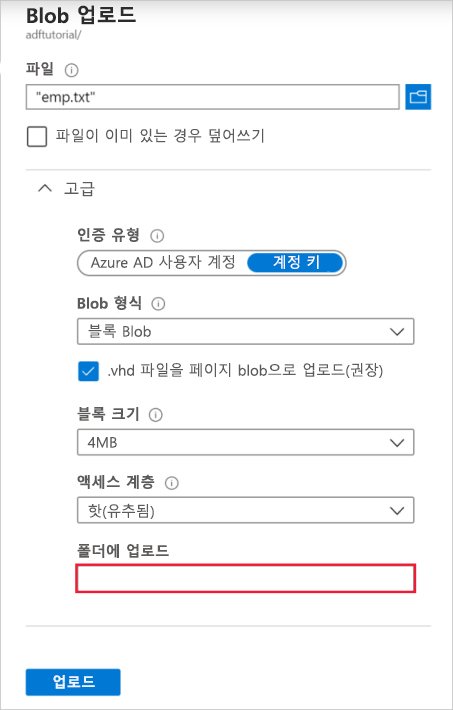 Blob 업로드
adftutorial/
파일
"emp.txt"
파일이 이미 있는 경우 덮어쓰기
고급
인증 유형
Azure AD 사용자 계정 계정 키
Blob 형식
블록 Blob
.vhd 파일을 페이지 blob으로 업로드(권장)
블록 크기
4MB
액세스 계층
핫(유추됨)
폴더에 업로드
업로드